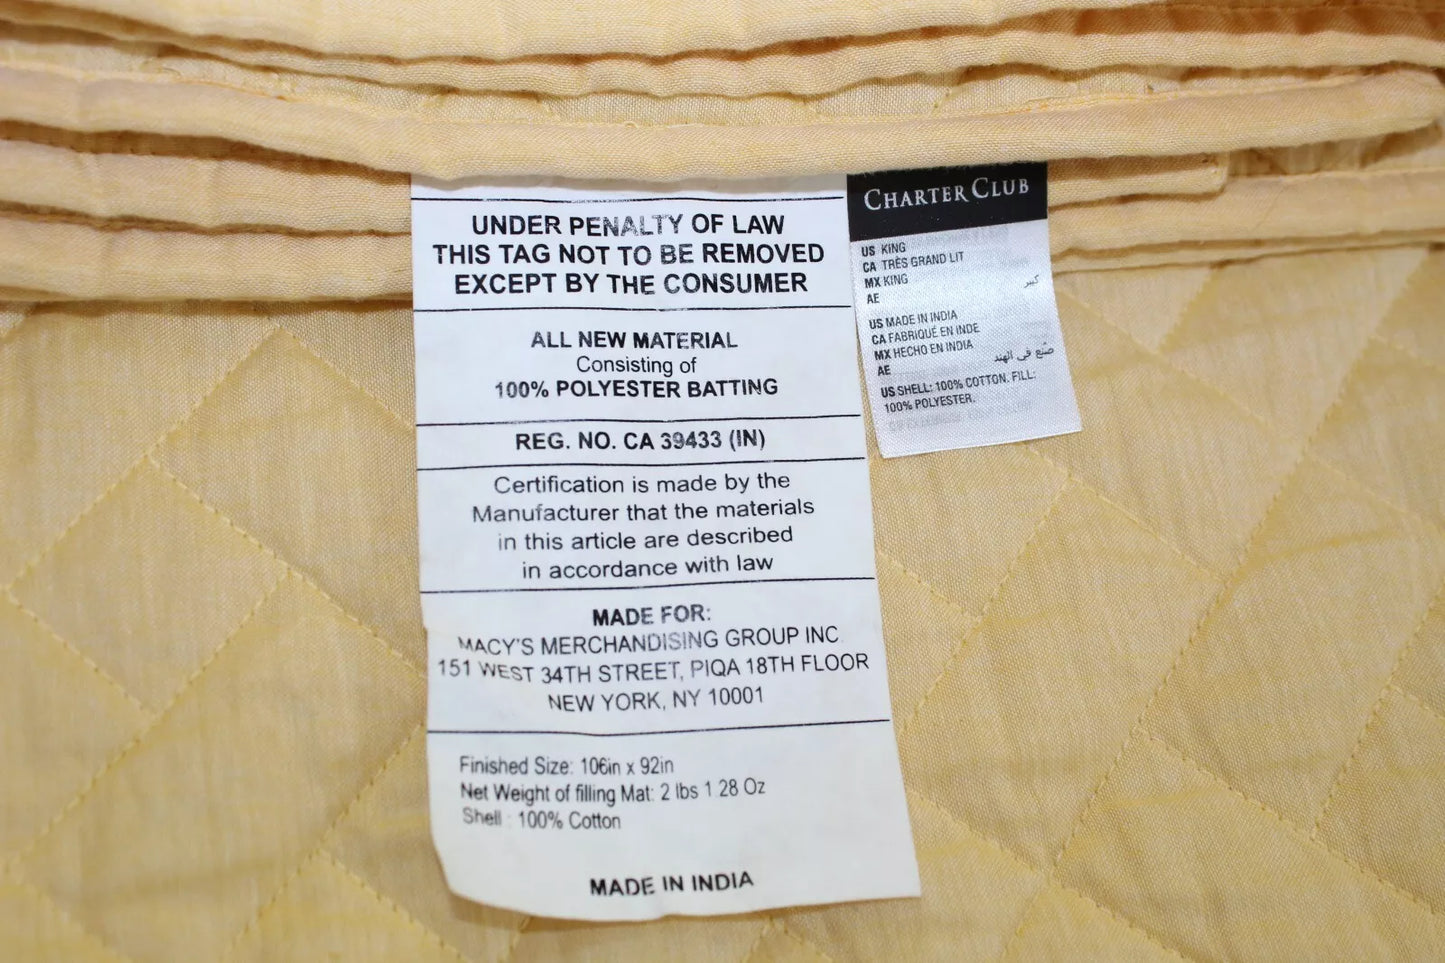 UNDER PENALTY OF LAW
THIS TAG NOT TO BE REMOVED
EXCEPT BY THE CONSUMER
ALL NEW MATERIAL
Consisting of
100% POLYESTER BATTING
REG. NO. CA 39433 (IN)
Certification is made by the
Manufacturer that the materials
in this article are described
in accordance with law
MADE FOR:
MACY'S MERCHANDISING GROUP INC
151 WEST 34TH STREET, PIQA 18TH FLOOR
NEW YORK, NY 10001
Finished Size: 106in x 92in
Net Weight of filling Mat: 2 lbs 1.28 Oz
Shell : 100% Cotton
MADE IN INDIA
CHARTER CLUB
US KING
CA TRÈS GRAND LIT
MX KING
AE كبير
US MADE IN INDIA
CA FABRIQUÉ EN INDE
MX HECHO EN INDIA
AE صُنع في الهند
US SHELL: 100% COTTON. FILL:
100% POLYESTER.